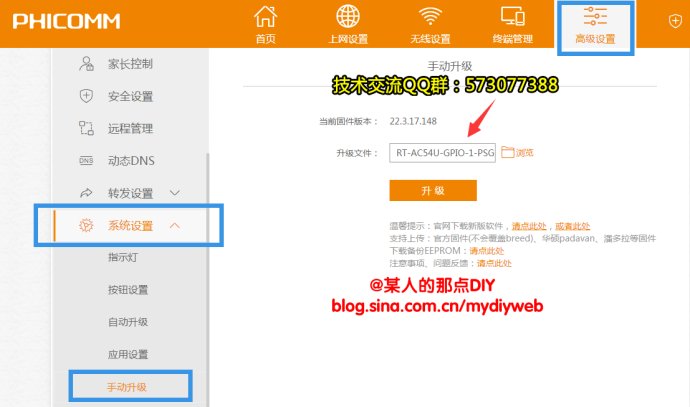 PHICOMM
首页
上网设置
无线设置
终端管理
高级设置
家长控制
安全设置
远程管理
DNS 动态DNS
转发设置
系统设置
指示灯
按钮设置
自动升级
应用设置
手动升级
手动升级
技术交流QQ群：573077388
当前固件版本： 22.3.17.148
升级文件： RT-AC54U-GPIO-1-PSG 浏览
升 级
温馨提示：官网下载新版软件，请点此处，或者此处
支持上传：官方固件(不会覆盖breed)、华硕padavan、潘多拉等固件
下载备份EEPROM：请点此处
注意事项、问题反馈：请点此处
@某人的那点DIY
blog.sina.com.cn/mydiyweb